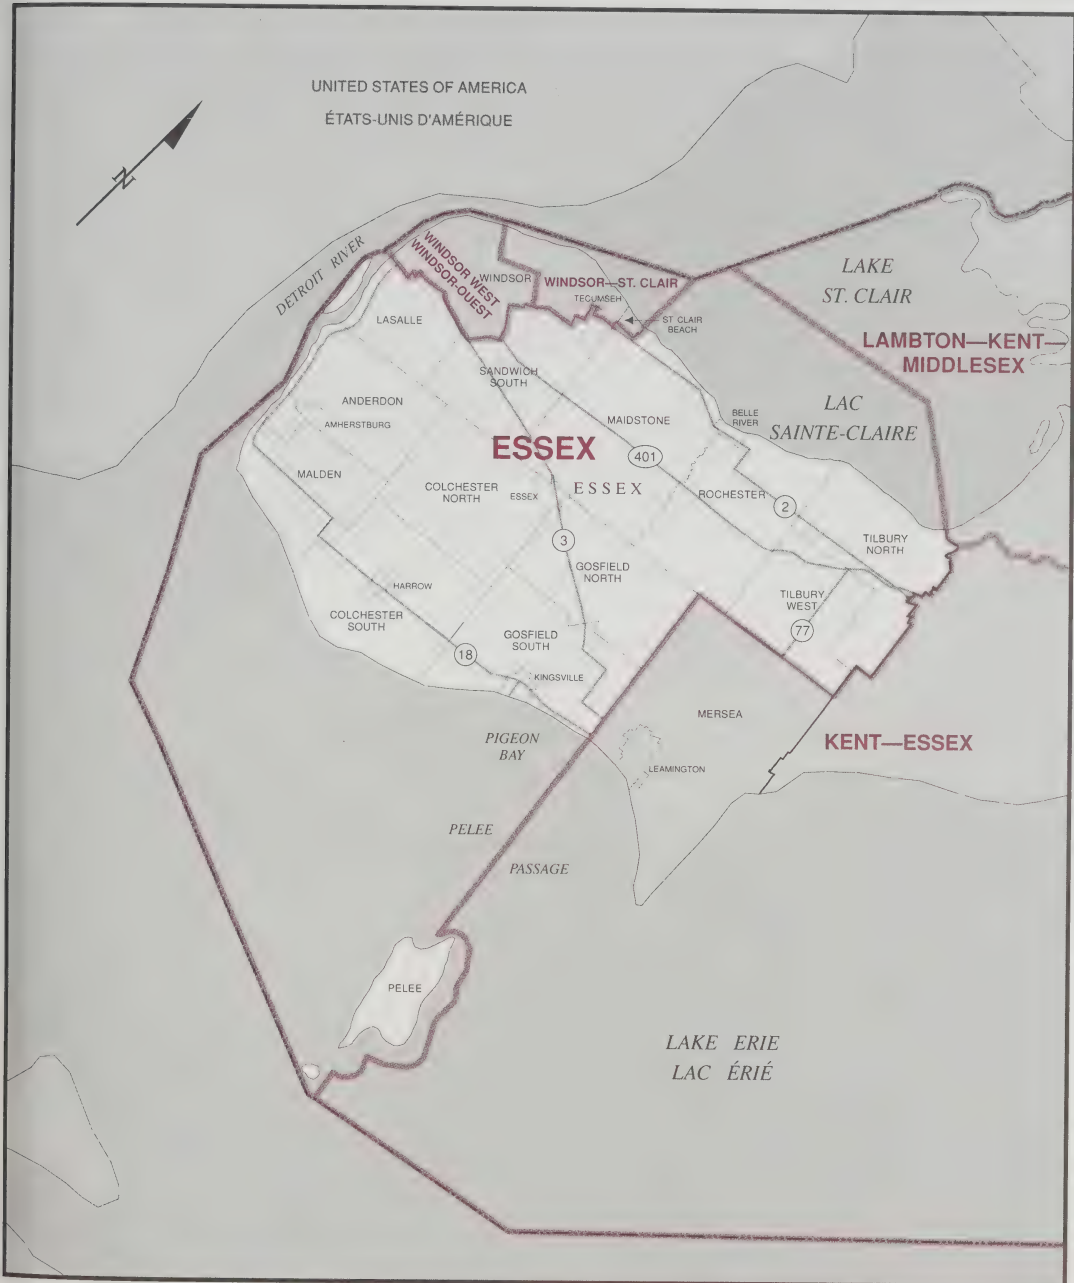 UNITED STATES OF AMERICA
ÉTATS-UNIS D'AMÉRIQUE
N
DETROIT RIVER
WINDSOR WEST
WINDSOR-OUEST
WINDSOR
WINDSOR—ST. CLAIR
TECUMSEH
ST CLAIR
BEACH
LAKE
ST. CLAIR
LAMBTON—KENT—
MIDDLESEX
LAC
SAINTE-CLAIRE
LASALLE
SANDWICH
SOUTH
ANDERDON
AMHERSTBURG
MAIDSTONE
BELLE
RIVER
ESSEX
401
MALDEN
COLCHESTER
NORTH
ESSEX
ESSEX
ROCHESTER
2
3
TILBURY
NORTH
GOSFIELD
NORTH
HARROW
TILBURY
WEST
COLCHESTER
SOUTH
GOSFIELD
SOUTH
77
18
KINGSVILLE
MERSEA
PIGEON
BAY
KENT—ESSEX
LEAMINGTON
PELEE
PASSAGE
PELEE
LAKE ERIE
LAC ÉRIÉ